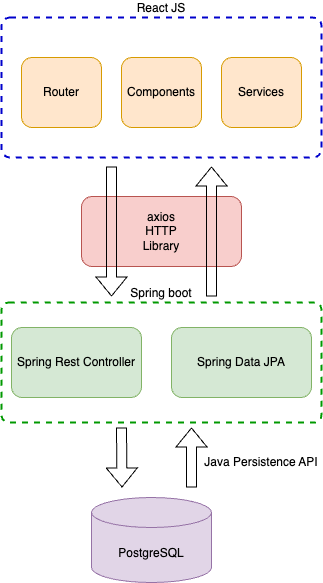 React JS
Router
Components
Services
axios
HTTP
Library
Spring boot
Spring Rest Controller
Spring Data JPA
Java Persistence API
PostgreSQL